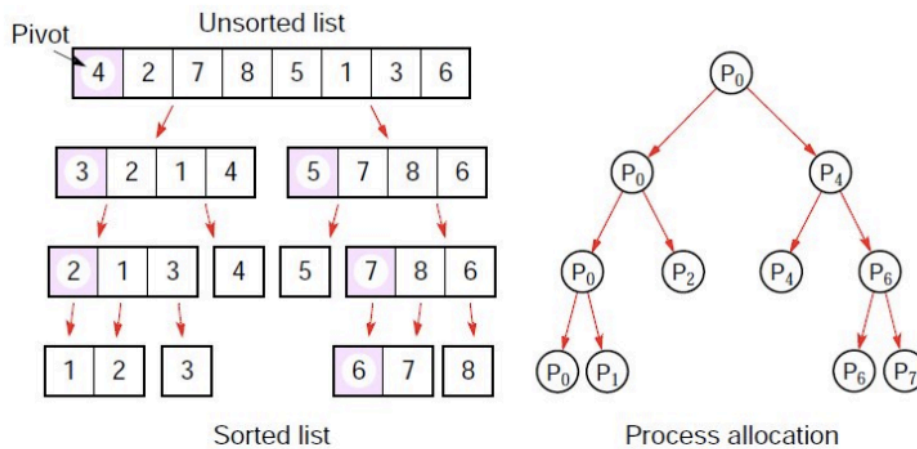 Unsorted list
Pivot
4 2 7 8 5 1 3 6
3 2 1 4 5 7 8 6
2 1 3 4 5 7 8 6
1 2 3 6 7 8
Sorted list
P0
P0 P4
P0 P2 P4 P6
P0 P1 P6 P7
Process allocation